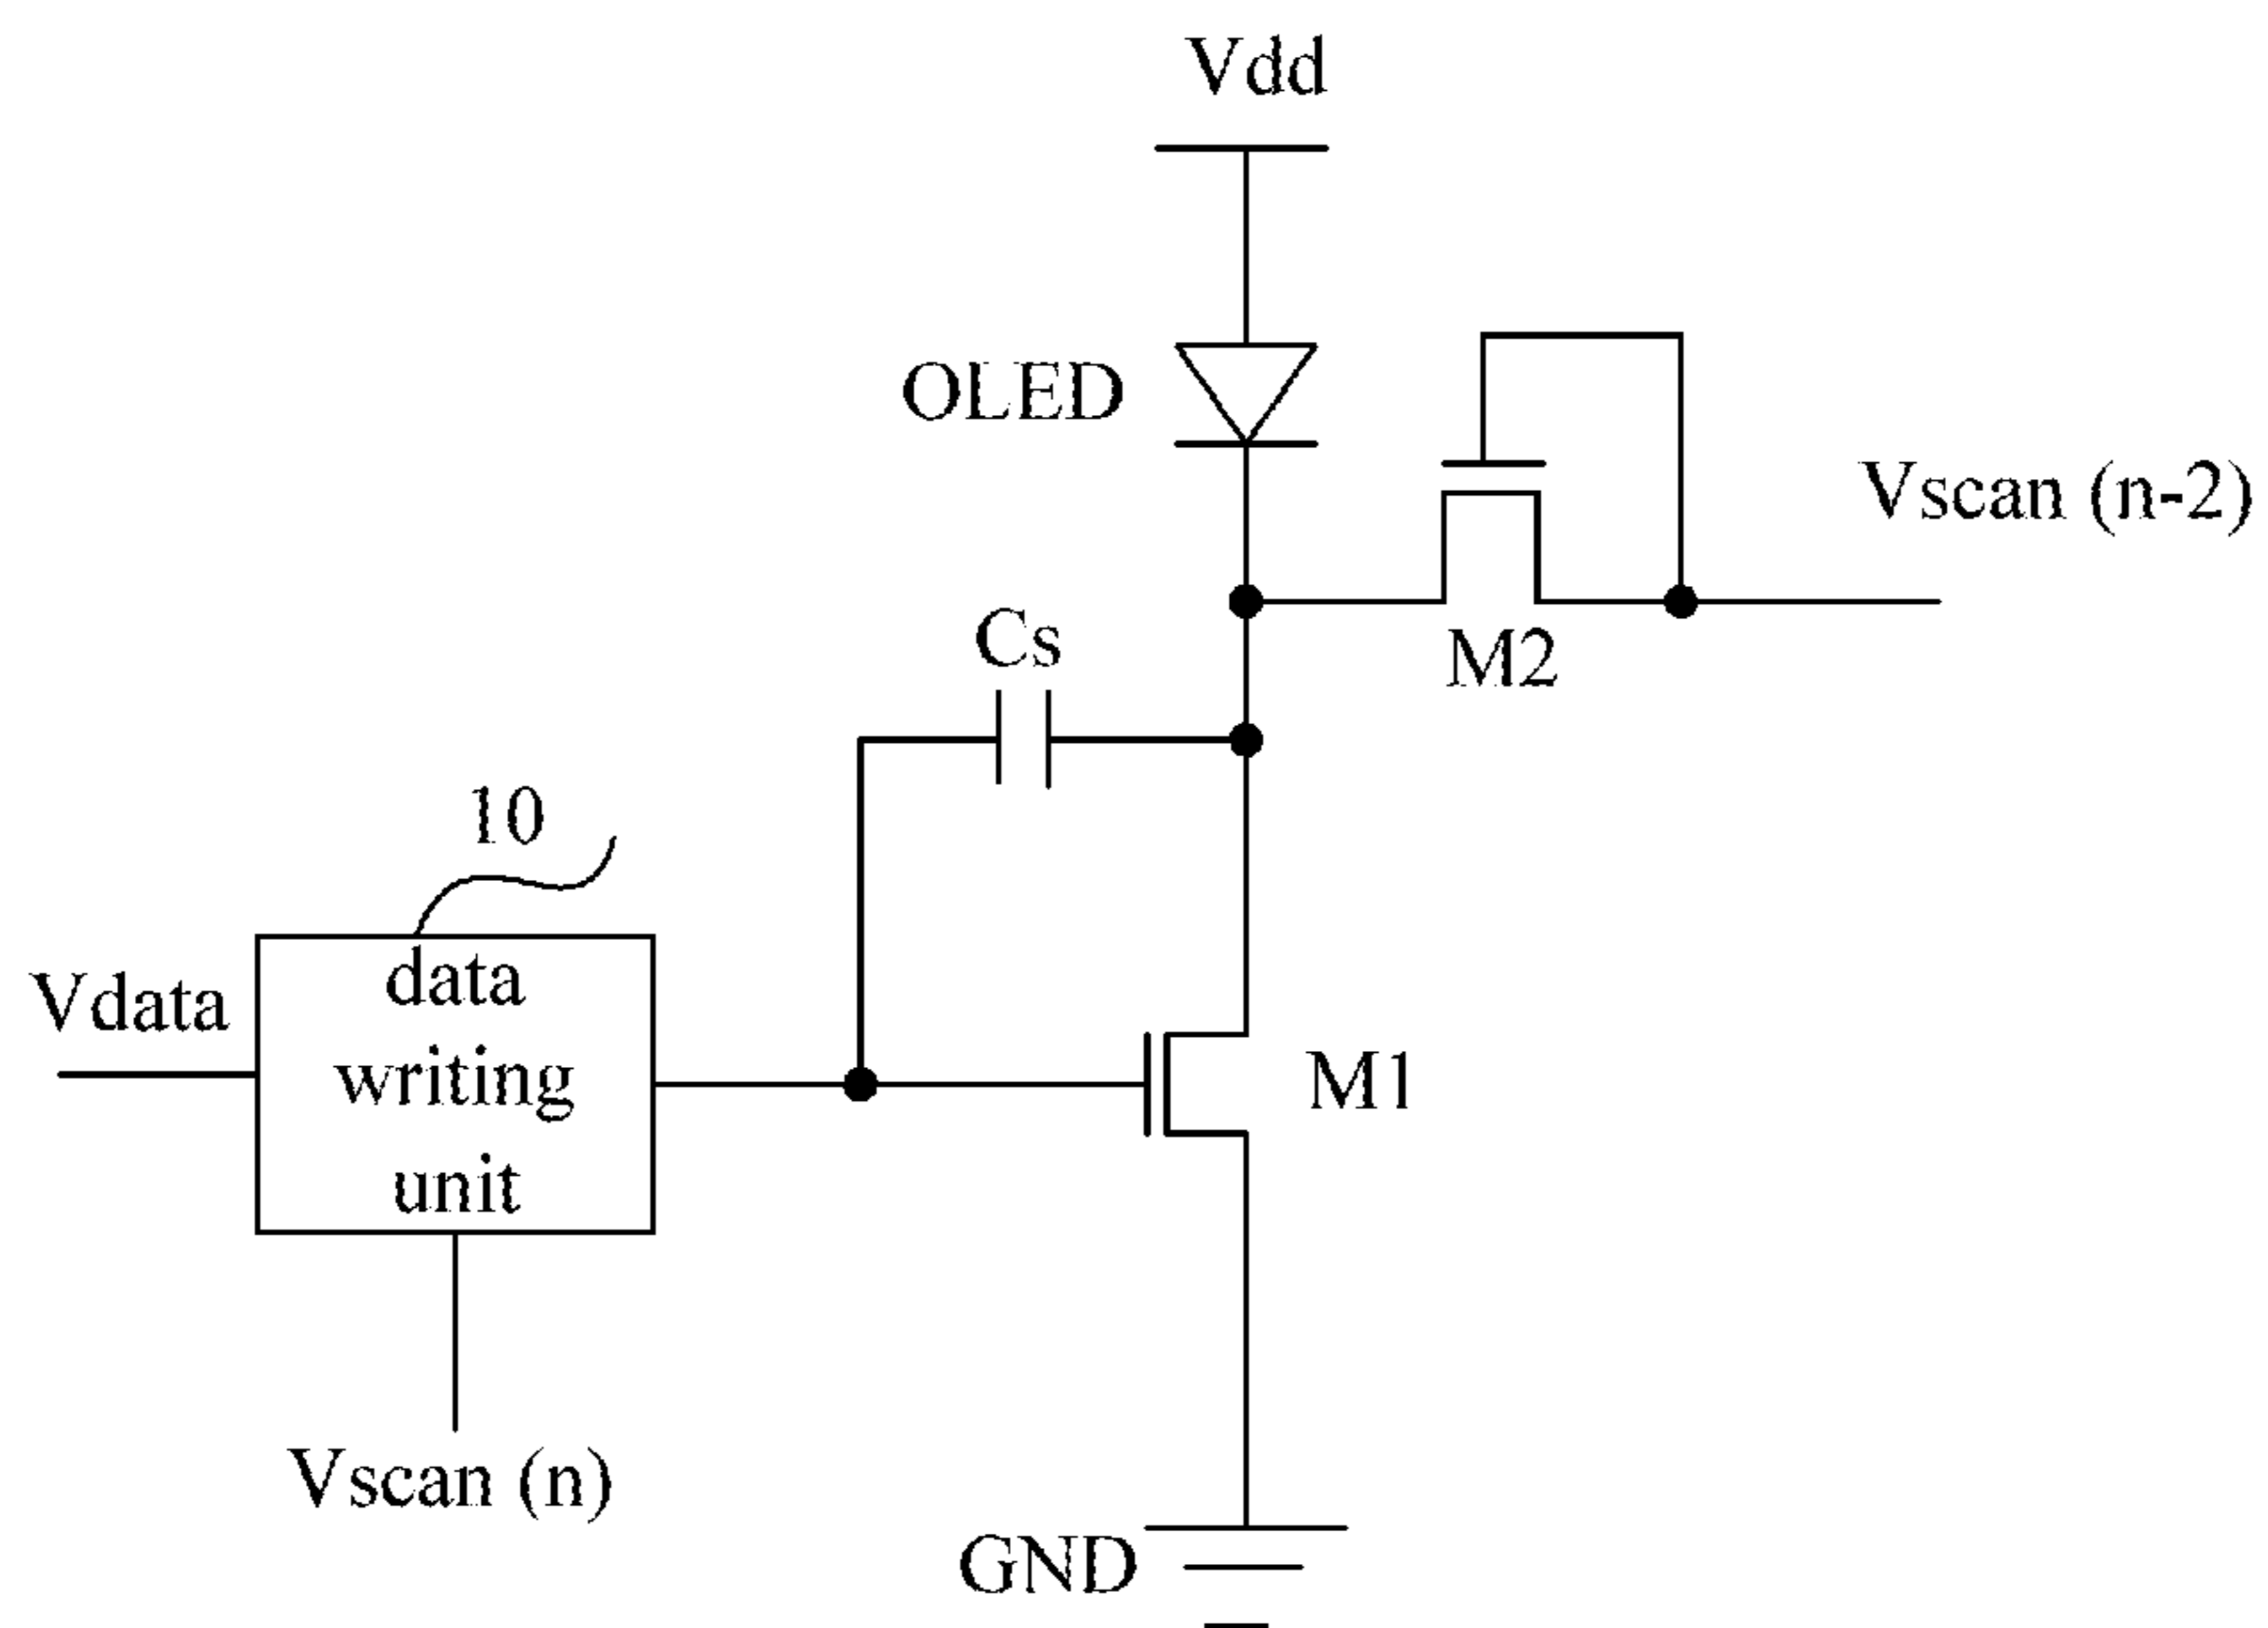 Vdd
OLED
Vscan (n-2)
Cs
M2
10
Vdata
data
writing
unit
M1
Vscan (n)
GND